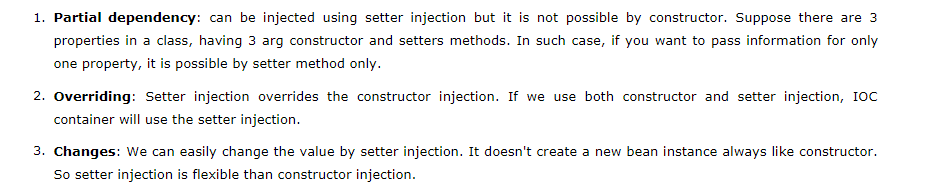 1. Partial dependency: can be injected using setter injection but it is not possible by constructor. Suppose there are 3
properties in a class, having 3 arg constructor and setters methods. In such case, if you want to pass information for only
one property, it is possible by setter method only.
2. Overriding: Setter injection overrides the constructor injection. If we use both constructor and setter injection, IOC
container will use the setter injection.
3. Changes: We can easily change the value by setter injection. It doesn't create a new bean instance always like constructor.
So setter injection is flexible than constructor injection.